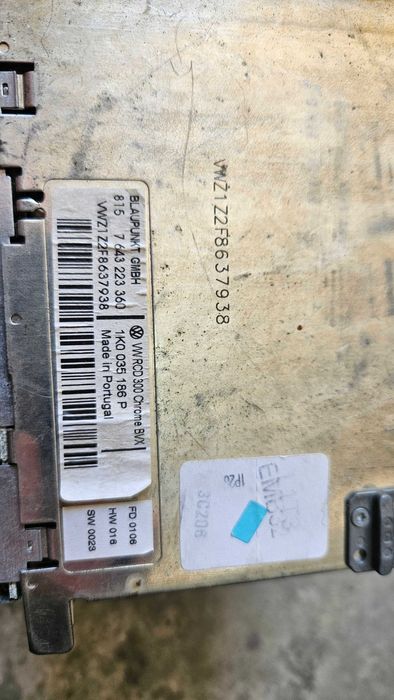 BLAUPUNKT GMBH
815 7 643 223 360
VWZ1Z2F8637938
VW RCD 300 Chrome BVX
1K0 035 186 P
Made in Portugal
FD 0106
HW 016
SW 0023
VWZ1Z2F8637938
3C206